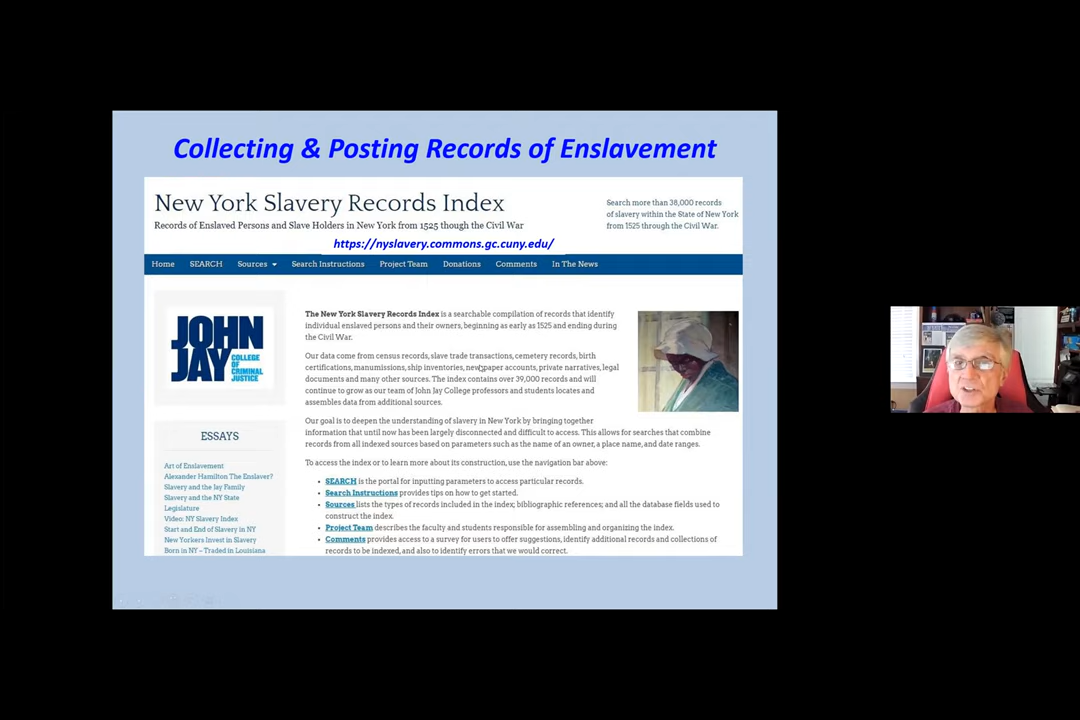 Collecting & Posting Records of Enslavement
New York Slavery Records Index
Records of Enslaved Persons and Slave Holders in New York from 1525 though the Civil War
Search more than 38,000 records
of slavery within the State of New York
from 1525 through the Civil War.
https://nyslavery.commons.gc.cuny.edu/
Home SEARCH Sources Search Instructions Project Team Donations Comments In The News
JOHN
JAY
COLLEGE
OF
CRIMINAL
JUSTICE
ESSAYS
Art of Enslavement
Alexander Hamilton The Enslaver?
Slavery and the Jay Family
Slavery and the NY State
Legislature
Video: NY Slavery Index
Start and End of Slavery in NY
New Yorkers Invest in Slavery
Born in NY – Traded in Louisiana
The New York Slavery Records Index is a searchable compilation of records that identify
individual enslaved persons and their owners, beginning as early as 1525 and ending during
the Civil War.
Our data come from census records, slave trade transactions, cemetery records, birth
certifications, manumissions, ship inventories, newspaper accounts, private narratives, legal
documents and many other sources. The index contains over 39,000 records and will
continue to grow as our team of John Jay College professors and students locates and
assembles data from additional sources.
Our goal is to deepen the understanding of slavery in New York by bringing together
information that until now has been largely disconnected and difficult to access. This allows for searches that combine
records from all indexed sources based on parameters such as the name of an owner, a place name, and date ranges.
To access the index or to learn more about its construction, use the navigation bar above:
• SEARCH is the portal for inputting parameters to access particular records.
• Search Instructions provides tips on how to get started.
• Sources lists the types of records included in the index; bibliographic references; and all the database fields used to
construct the index.
• Project Team describes the faculty and students responsible for assembling and organizing the index.
• Comments provides access to a survey for users to offer suggestions, identify additional records and collections of
records to be indexed, and also to identify errors that we would correct.